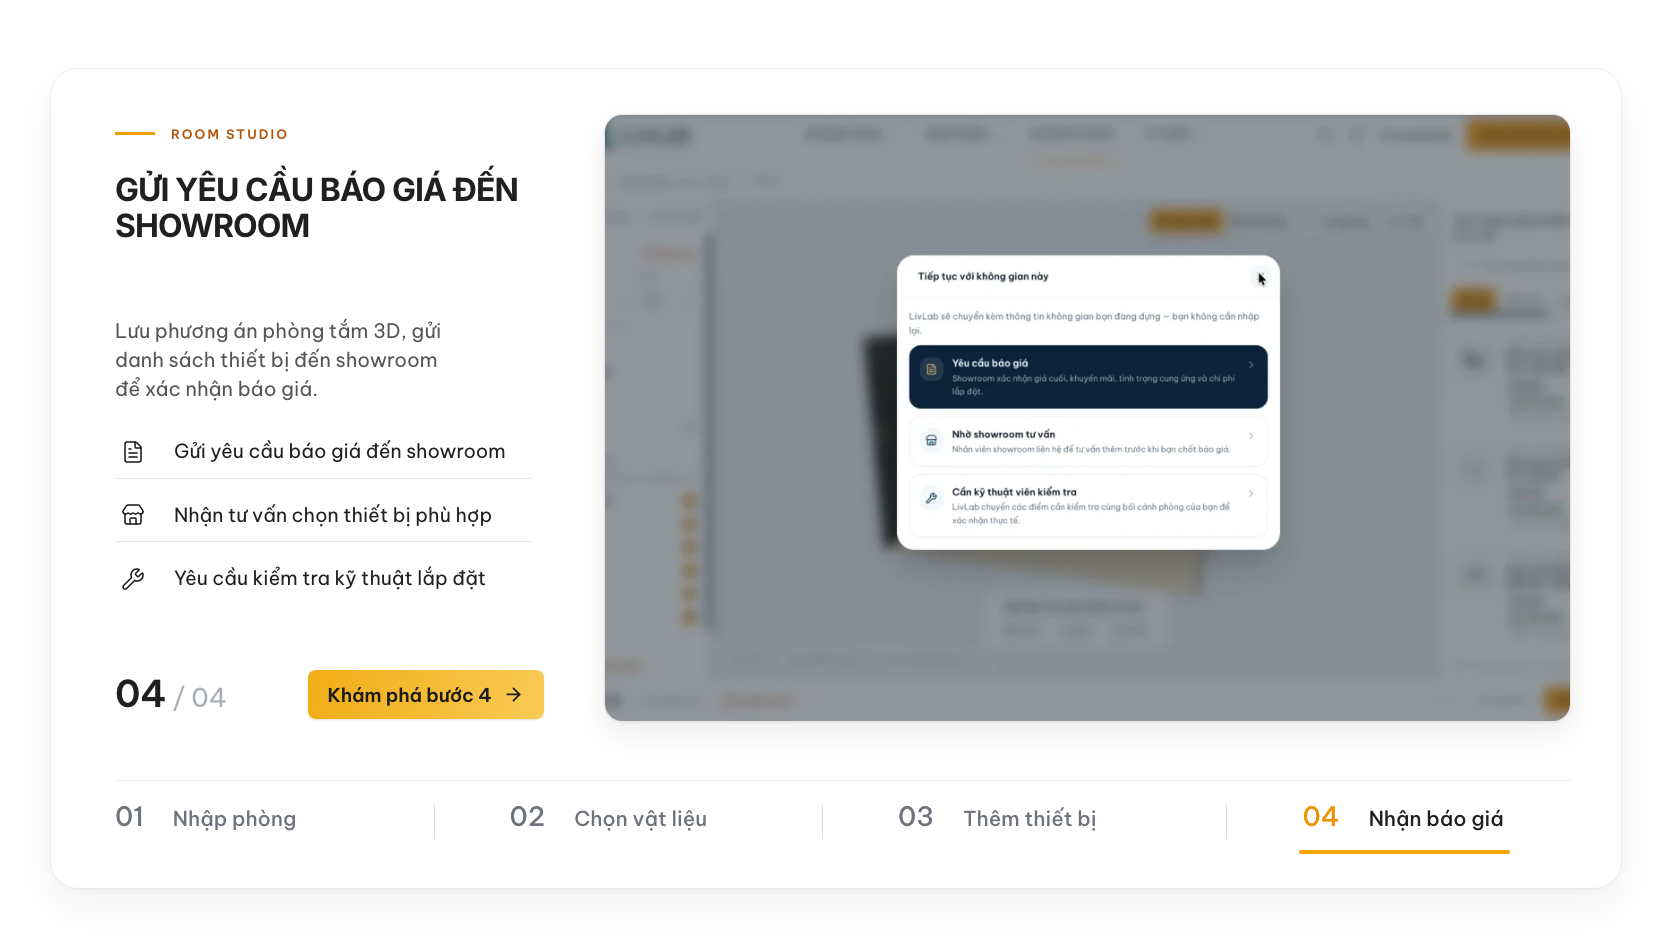 ROOM STUDIO
GỬI YÊU CẦU BÁO GIÁ ĐẾN
SHOWROOM
Lưu phương án phòng tắm 3D, gửi
danh sách thiết bị đến showroom
để xác nhận báo giá.
Gửi yêu cầu báo giá đến showroom
Nhận tư vấn chọn thiết bị phù hợp
Yêu cầu kiểm tra kỹ thuật lắp đặt
04 / 04
Khám phá bước 4 →
Tiếp tục với không gian này
LivLab sẽ chuyển kèm thông tin không gian bạn đang dựng — bạn không cần nhập
lại.
Yêu cầu báo giá
Showroom xác nhận giá cuối, khuyến mãi, tình trạng cung ứng và chi phí
lắp đặt.
Nhờ showroom tư vấn
Nhân viên showroom liên hệ để tư vấn thêm trước khi bạn chốt báo giá.
Cần kỹ thuật viên kiểm tra
LivLab chuyển các điểm cần kiểm tra cùng bối cảnh phòng của bạn để
xác nhận thực tế.
01 Nhập phòng
02 Chọn vật liệu
03 Thêm thiết bị
04 Nhận báo giá